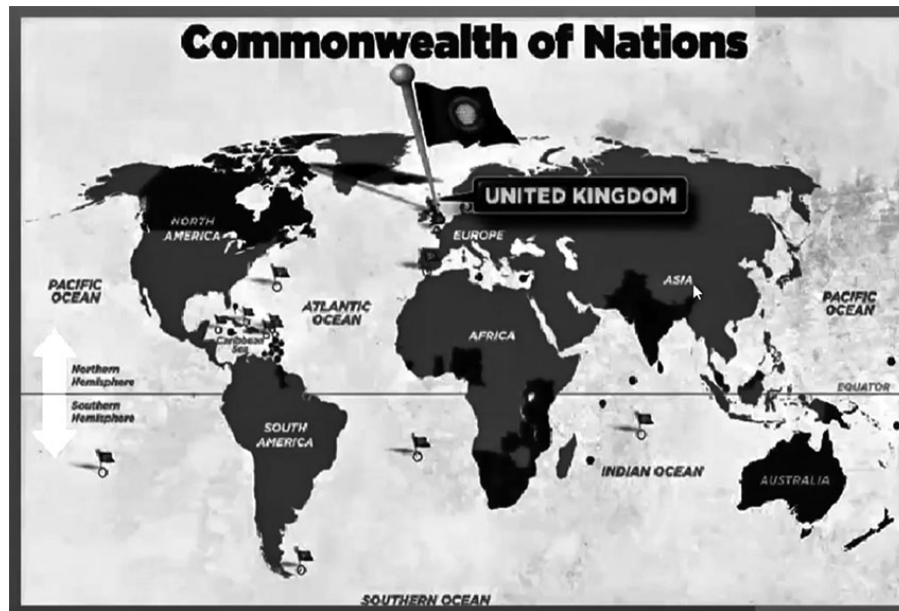 Commonwealth of Nations
UNITED KINGDOM
NORTH
AMERICA
EUROPE
ASIA
PACIFIC
OCEAN
ATLANTIC
OCEAN
PACIFIC
OCEAN
AFRICA
Caribbean
Sea
Northern
Hemisphere
EQUATOR
Southern
Hemisphere
SOUTH
AMERICA
INDIAN OCEAN
AUSTRALIA
SOUTHERN OCEAN